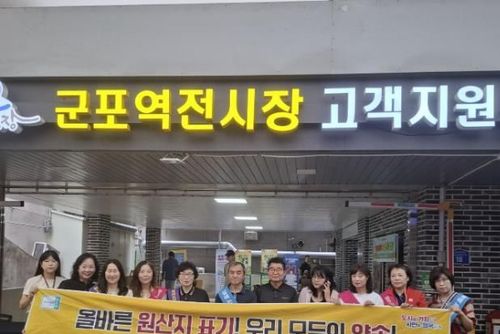 장
군포역전시장 고객지원
올바른 원산지 표기! 우리 모두의 약속!